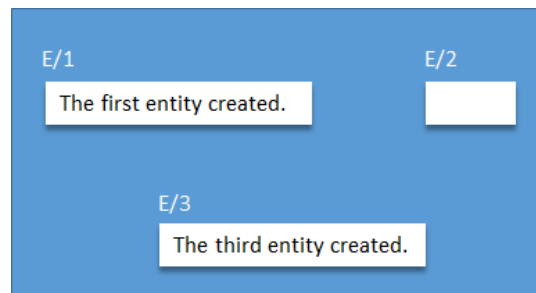 E/1
The first entity created.
E/2
E/3
The third entity created.